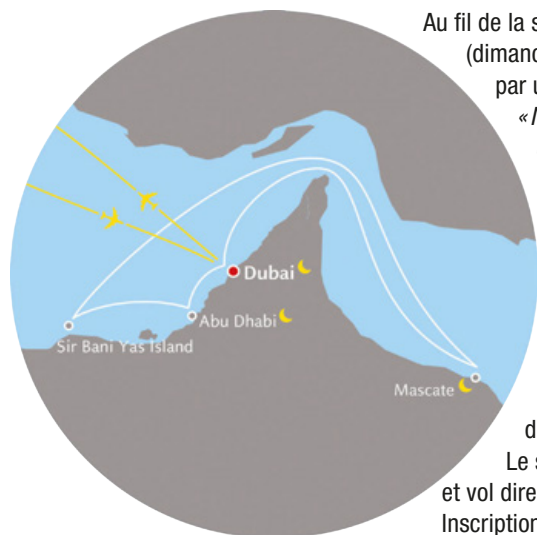 Au fil de la s
(dimanc
par u
«
Dubai
Abu Dhabi
Sir Bani Yas Island
Mascate
d
Le s
et vol dire
Inscription